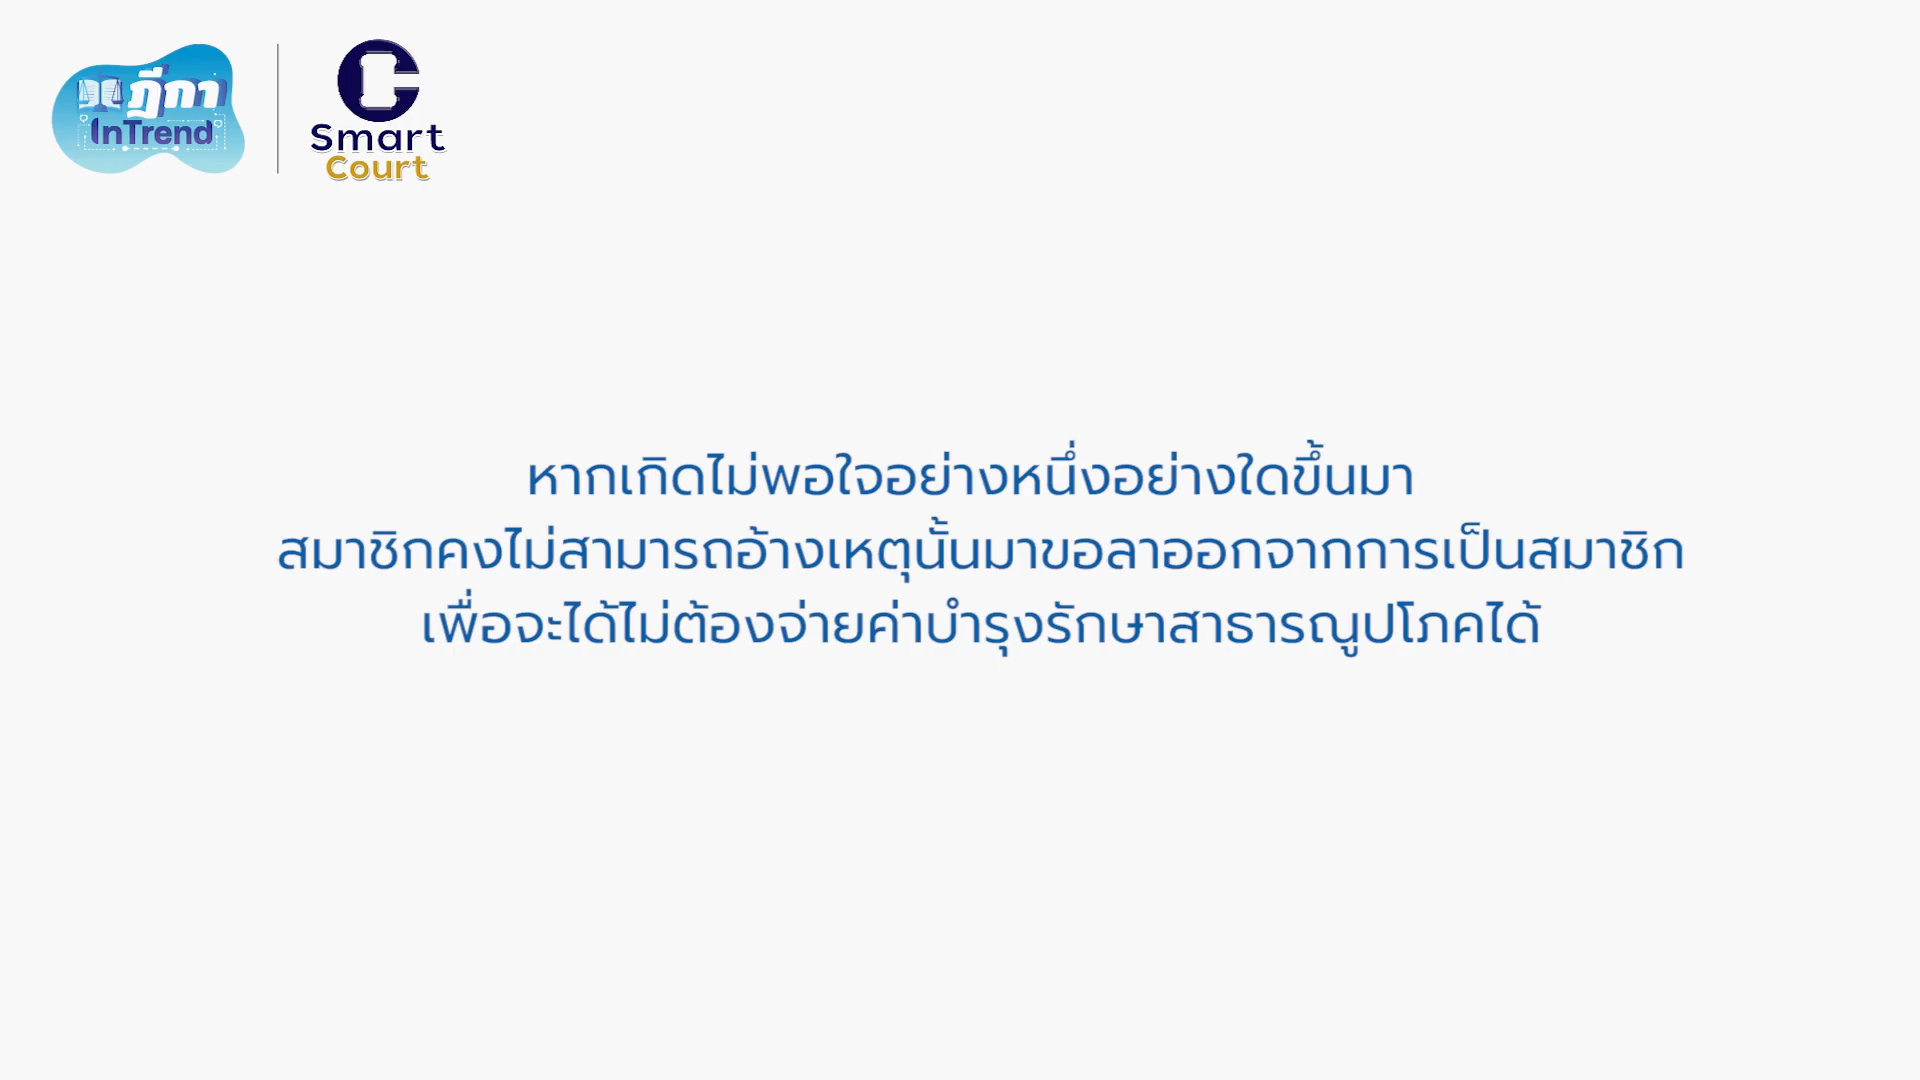 ฎีกา
InTrend
Smart
Court
หากเกิดไม่พอใจอย่างหนึ่งอย่างใดขึ้นมา
สมาชิกคงไม่สามารถอ้างเหตุนั้นมาขอลาออกจากการเป็นสมาชิก
เพื่อจะได้ไม่ต้องจ่ายค่าบำรุงรักษาสาธารณูปโภคได้